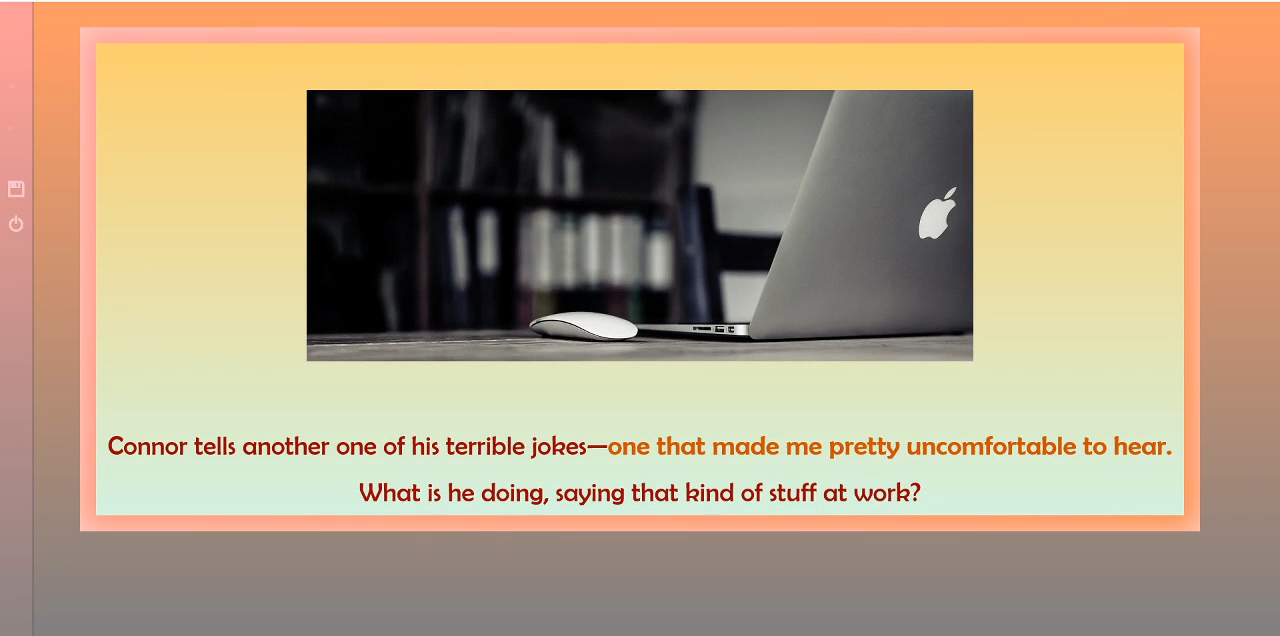 Connor tells another one of his terrible jokes—one that made me pretty uncomfortable to hear.
What is he doing, saying that kind of stuff at work?